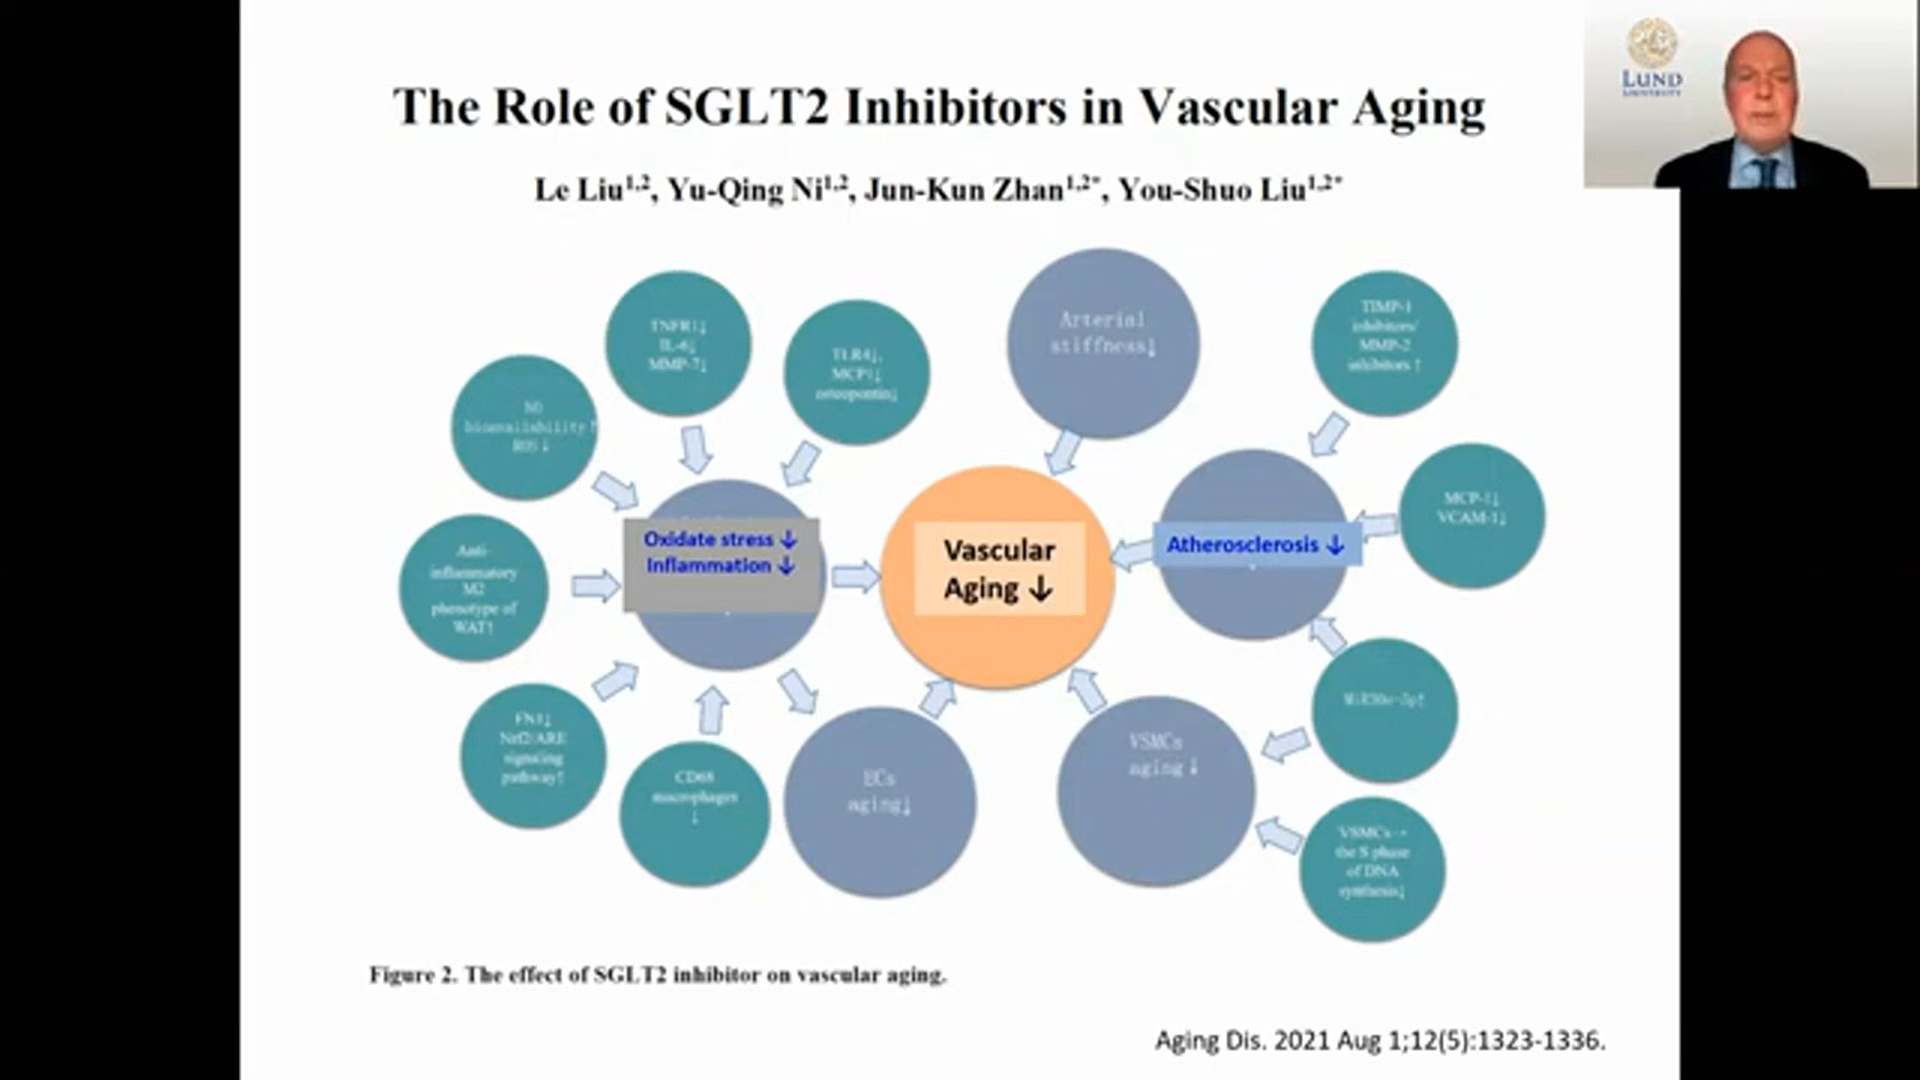 The Role of SGLT2 Inhibitors in Vascular Aging
Le Liu1,2, Yu-Qing Ni1,2, Jun-Kun Zhan1,2*, You-Shuo Liu1,2*
LUND
UNIVERSITY
TNFR1↓
IL-6↓
MMP-7↓
TLR4↓,
MCP1↓
osteopontin↓
Arterial
stiffness↓
TIMP-1
inhibitors/
MMP-2
inhibitors ↑
NO
bioavailability ↑
ROS ↓
MCP-1↓
VCAM-1↓
Oxidate stress ↓
Inflammation ↓
Vascular
Aging ↓
Atherosclerosis ↓
Anti-
inflammatory
M2
phenotype of
WAT↑
FN1↓
Nrf2/ARE
signaling
pathway↑
CD68
macrophages
↓
ECs
aging↓
VSMCs
aging ↓
VSMCs→
the S phase
of DNA
synthesis↓
Figure 2. The effect of SGLT2 inhibitor on vascular aging.
Aging Dis. 2021 Aug 1;12(5):1323-1336.